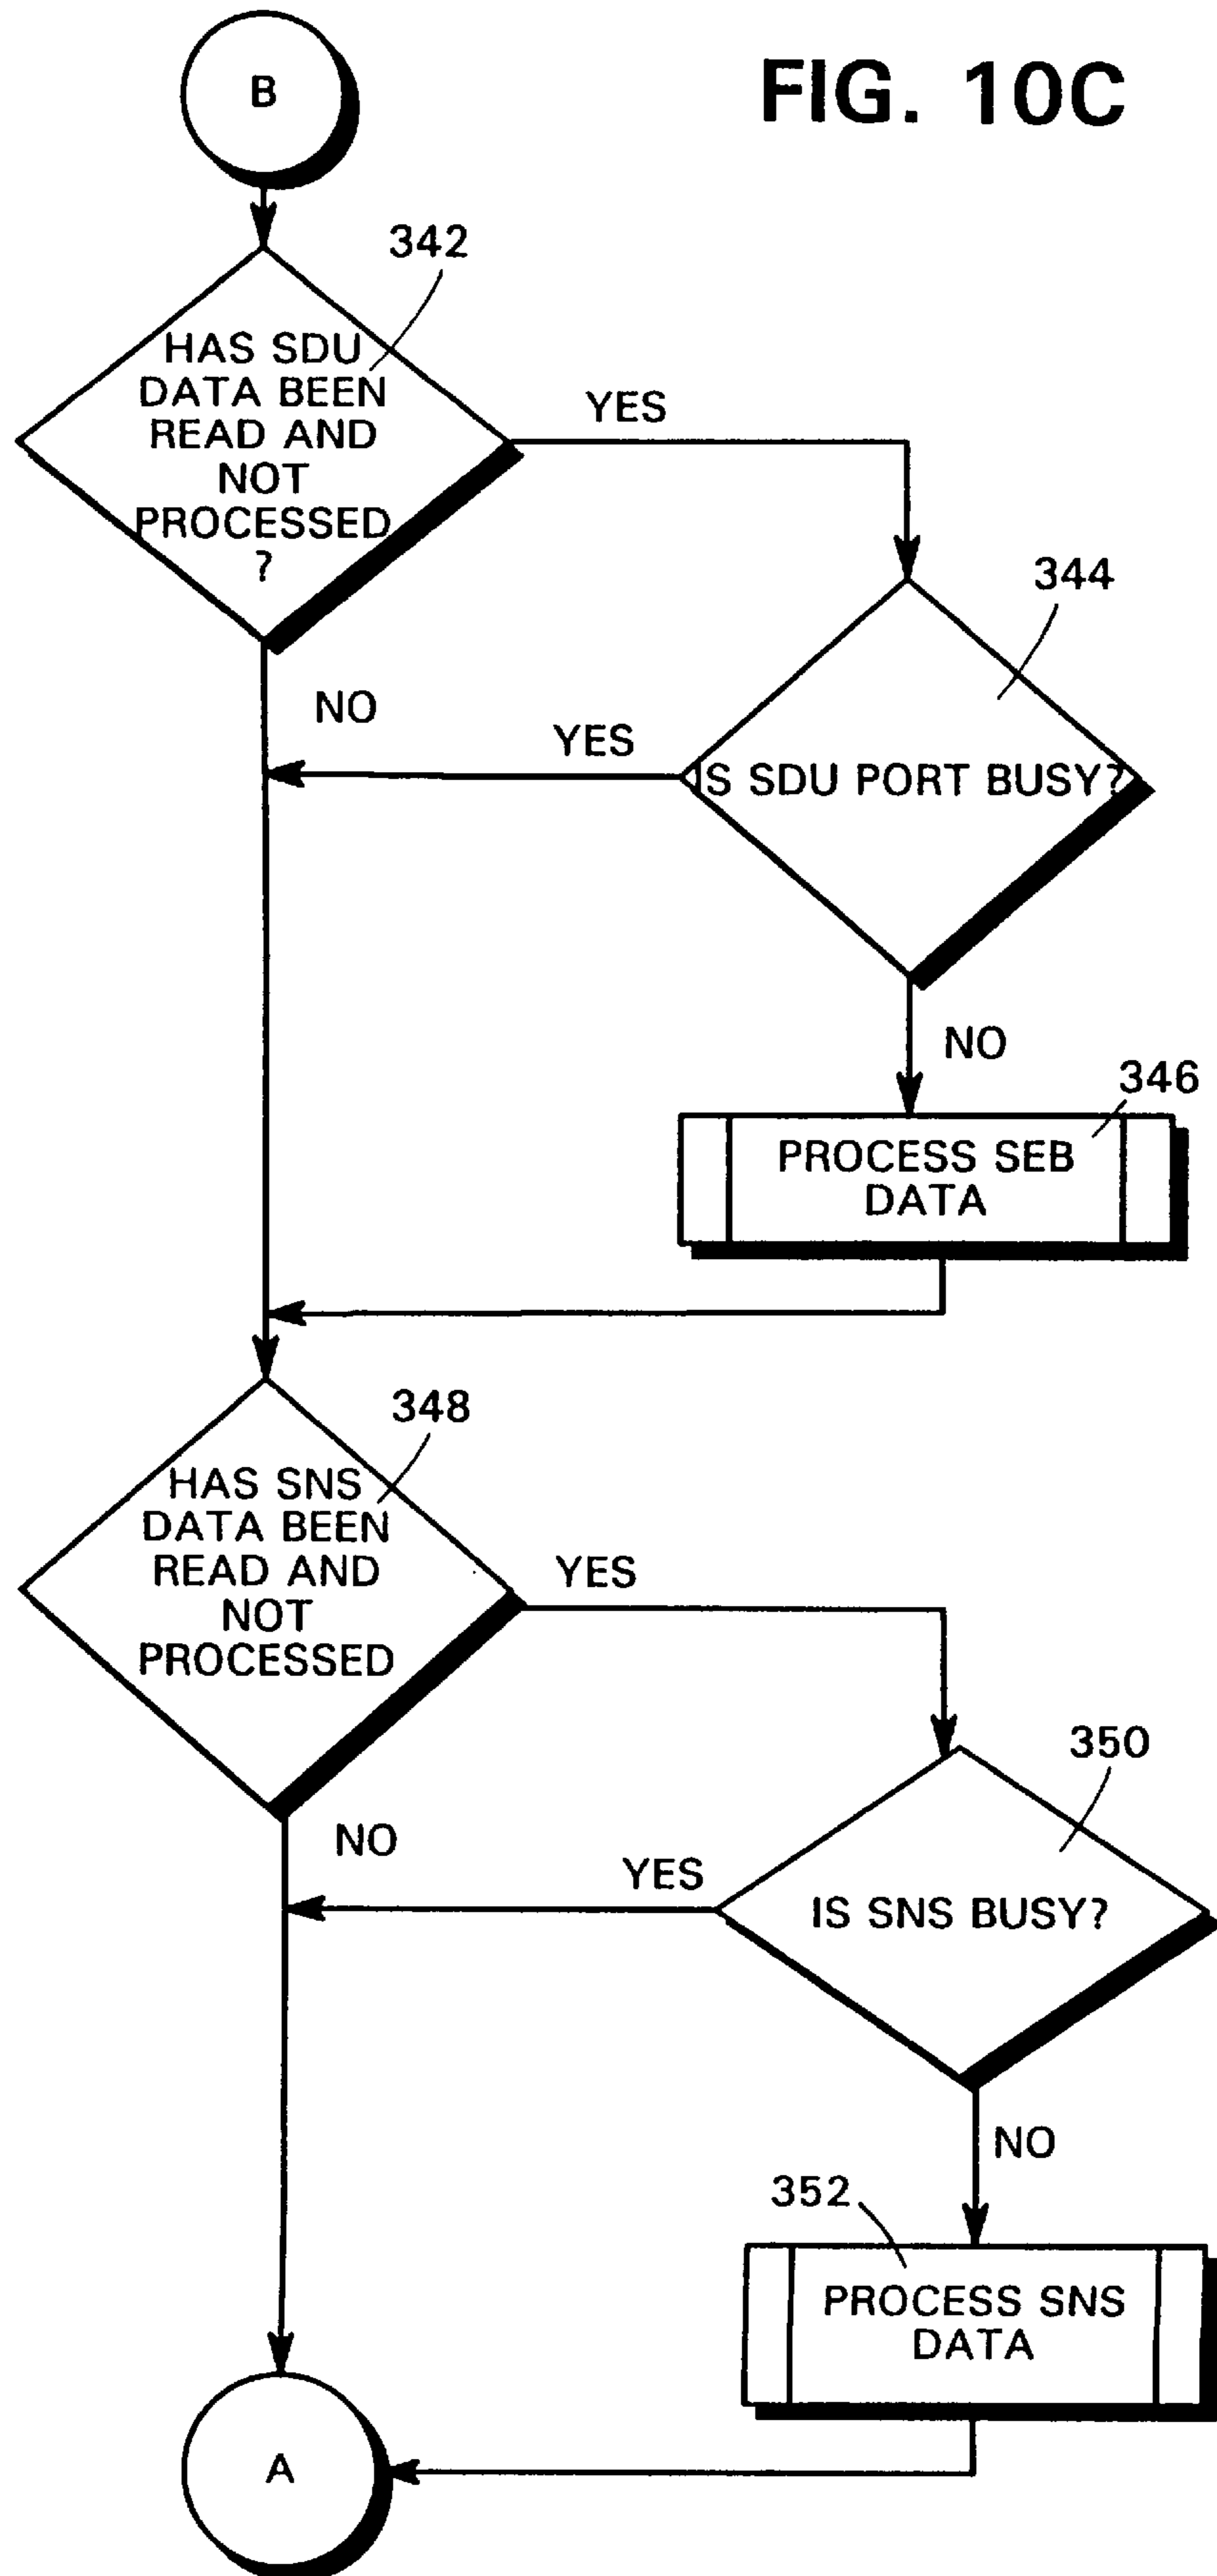 FIG. 10C
B
342
HAS SDU
DATA BEEN
READ AND
NOT
PROCESSED
?
YES
NO
344
IS SDU PORT BUSY?
YES
NO
346
PROCESS SEB
DATA
348
HAS SNS
DATA BEEN
READ AND
NOT
PROCESSED
YES
NO
350
IS SNS BUSY?
YES
NO
352
PROCESS SNS
DATA
A